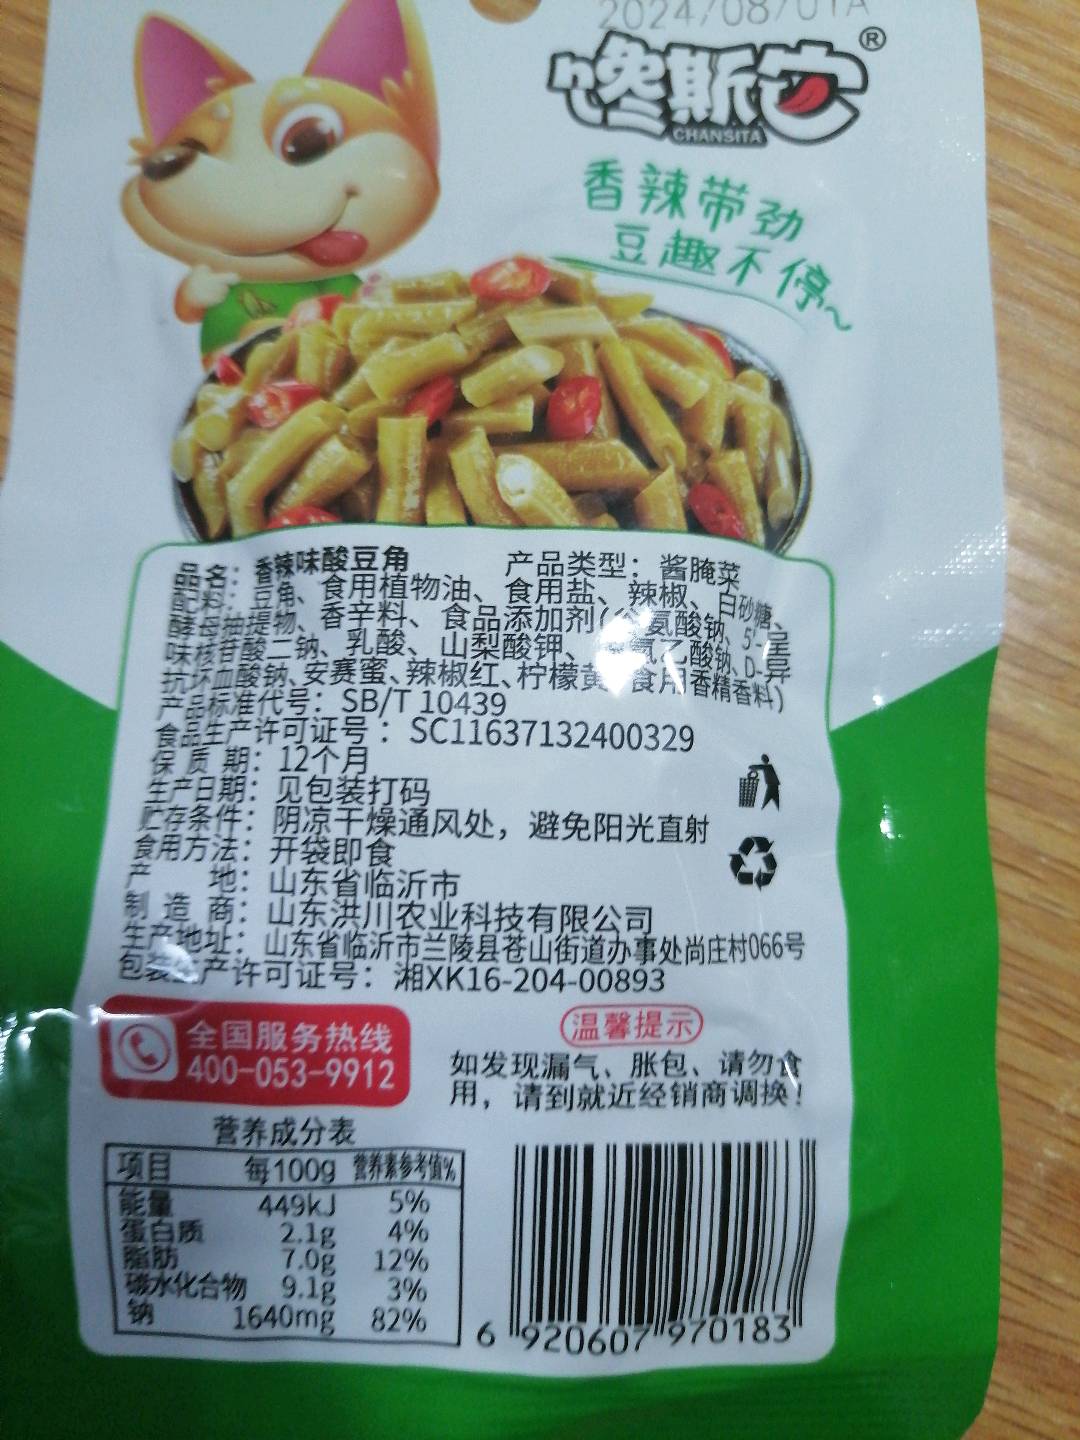 2024/08/01A
馋斯它®
CHANSITA
香辣带劲
豆趣不停~
品名：香辣味酸豆角 产品类型：酱腌菜
配料：豆角、食用植物油、食用盐、辣椒、白砂糖、
酵母抽提物、香辛料、食品添加剂(氨酸钠、5'-呈
味核苷酸二钠、乳酸、山梨酸钾、氢乙酸钠、D-异
抗坏血酸钠、安赛蜜、辣椒红、柠檬黄、食用香精香料)
产品标准代号：SB/T 10439
食品生产许可证号：SC11637132400329
保质期：12个月
生产日期：见包装打码
贮存条件：阴凉干燥通风处，避免阳光直射
食用方法：开袋即食
产地：山东省临沂市
制造商：山东洪川农业科技有限公司
生产地址：山东省临沂市兰陵县苍山街道办事处尚庄村066号
包装生产许可证号：湘XK16-204-00893
全国服务热线
400-053-9912
温馨提示
如发现漏气、胀包、请勿食
用，请到就近经销商调换！
营养成分表
项目 每100g 营养素参考值%
能量 449kJ 5%
蛋白质 2.1g 4%
脂肪 7.0g 12%
碳水化合物 9.1g 3%
钠 1640mg 82%
6 920607 970183